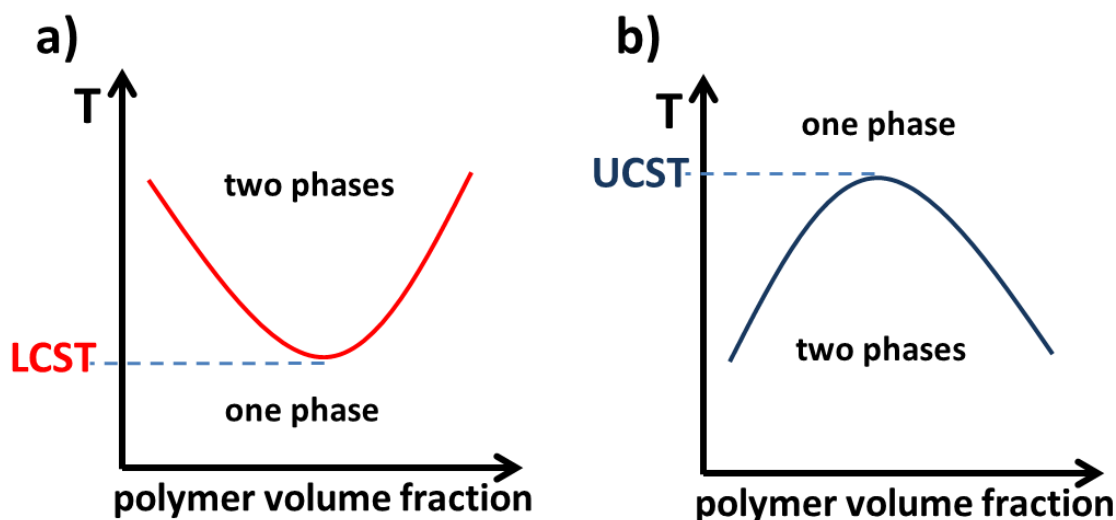 a)
T
two phases
LCST
one phase
polymer volume fraction
b)
T
one phase
UCST
two phases
polymer volume fraction